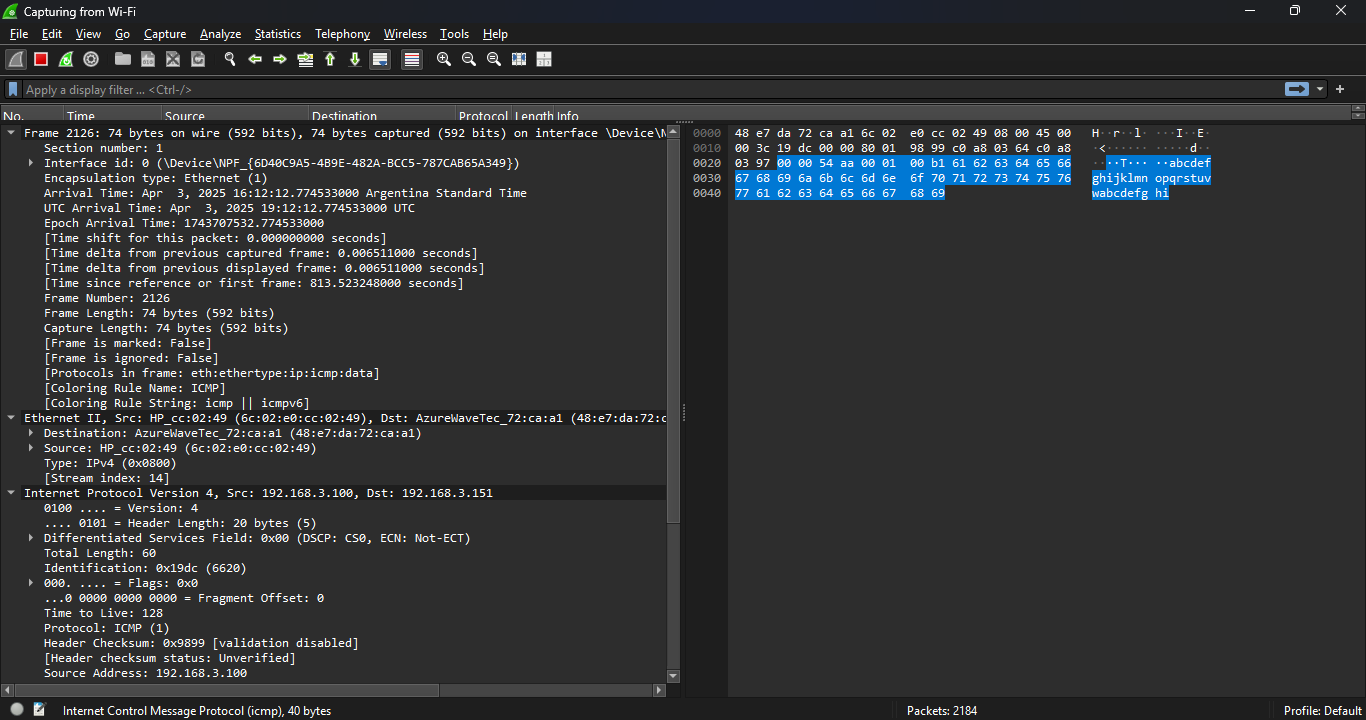 Capturing from Wi-Fi
File Edit View Go Capture Analyze Statistics Telephony Wireless Tools Help
Apply a display filter ... <Ctrl-/>
No. Time Source Destination Protocol Length Info
Frame 2126: 74 bytes on wire (592 bits), 74 bytes captured (592 bits) on interface \Device\N
Section number: 1
Interface id: 0 (\Device\NPF_{6D40C9A5-4B9E-482A-BCC5-787CAB65A349})
Encapsulation type: Ethernet (1)
Arrival Time: Apr  3, 2025 16:12:12.774533000 Argentina Standard Time
UTC Arrival Time: Apr  3, 2025 19:12:12.774533000 UTC
Epoch Arrival Time: 1743707532.774533000
[Time shift for this packet: 0.000000000 seconds]
[Time delta from previous captured frame: 0.006511000 seconds]
[Time delta from previous displayed frame: 0.006511000 seconds]
[Time since reference or first frame: 813.523248000 seconds]
Frame Number: 2126
Frame Length: 74 bytes (592 bits)
Capture Length: 74 bytes (592 bits)
[Frame is marked: False]
[Frame is ignored: False]
[Protocols in frame: eth:ethertype:ip:icmp:data]
[Coloring Rule Name: ICMP]
[Coloring Rule String: icmp || icmpv6]
Ethernet II, Src: HP_cc:02:49 (6c:02:e0:cc:02:49), Dst: AzureWaveTec_72:ca:a1 (48:e7:da:72:c
Destination: AzureWaveTec_72:ca:a1 (48:e7:da:72:ca:a1)
Source: HP_cc:02:49 (6c:02:e0:cc:02:49)
Type: IPv4 (0x0800)
[Stream index: 14]
Internet Protocol Version 4, Src: 192.168.3.100, Dst: 192.168.3.151
0100 .... = Version: 4
.... 0101 = Header Length: 20 bytes (5)
Differentiated Services Field: 0x00 (DSCP: CS0, ECN: Not-ECT)
Total Length: 60
Identification: 0x19dc (6620)
000. .... = Flags: 0x0
...0 0000 0000 0000 = Fragment Offset: 0
Time to Live: 128
Protocol: ICMP (1)
Header Checksum: 0x9899 [validation disabled]
[Header checksum status: Unverified]
Source Address: 192.168.3.100
0000 48 e7 da 72 ca a1 6c 02 e0 cc 02 49 08 00 45 00 H··r··l· ···I··E·
0010 00 3c 19 dc 00 00 80 01 98 99 c0 a8 03 64 c0 a8 ·<······ ·····d··
0020 03 97 00 00 54 aa 00 01 00 b1 61 62 63 64 65 66 ····T··· ··abcdef
0030 67 68 69 6a 6b 6c 6d 6e 6f 70 71 72 73 74 75 76 ghijklmn opqrstuv
0040 77 61 62 63 64 65 66 67 68 69 wabcdefg hi
Internet Control Message Protocol (icmp), 40 bytes
Packets: 2184
Profile: Default